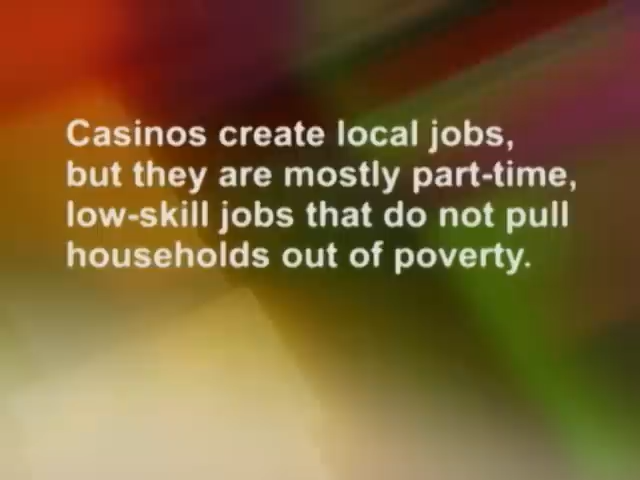 Casinos create local jobs,
but they are mostly part-time,
low-skill jobs that do not pull
households out of poverty.